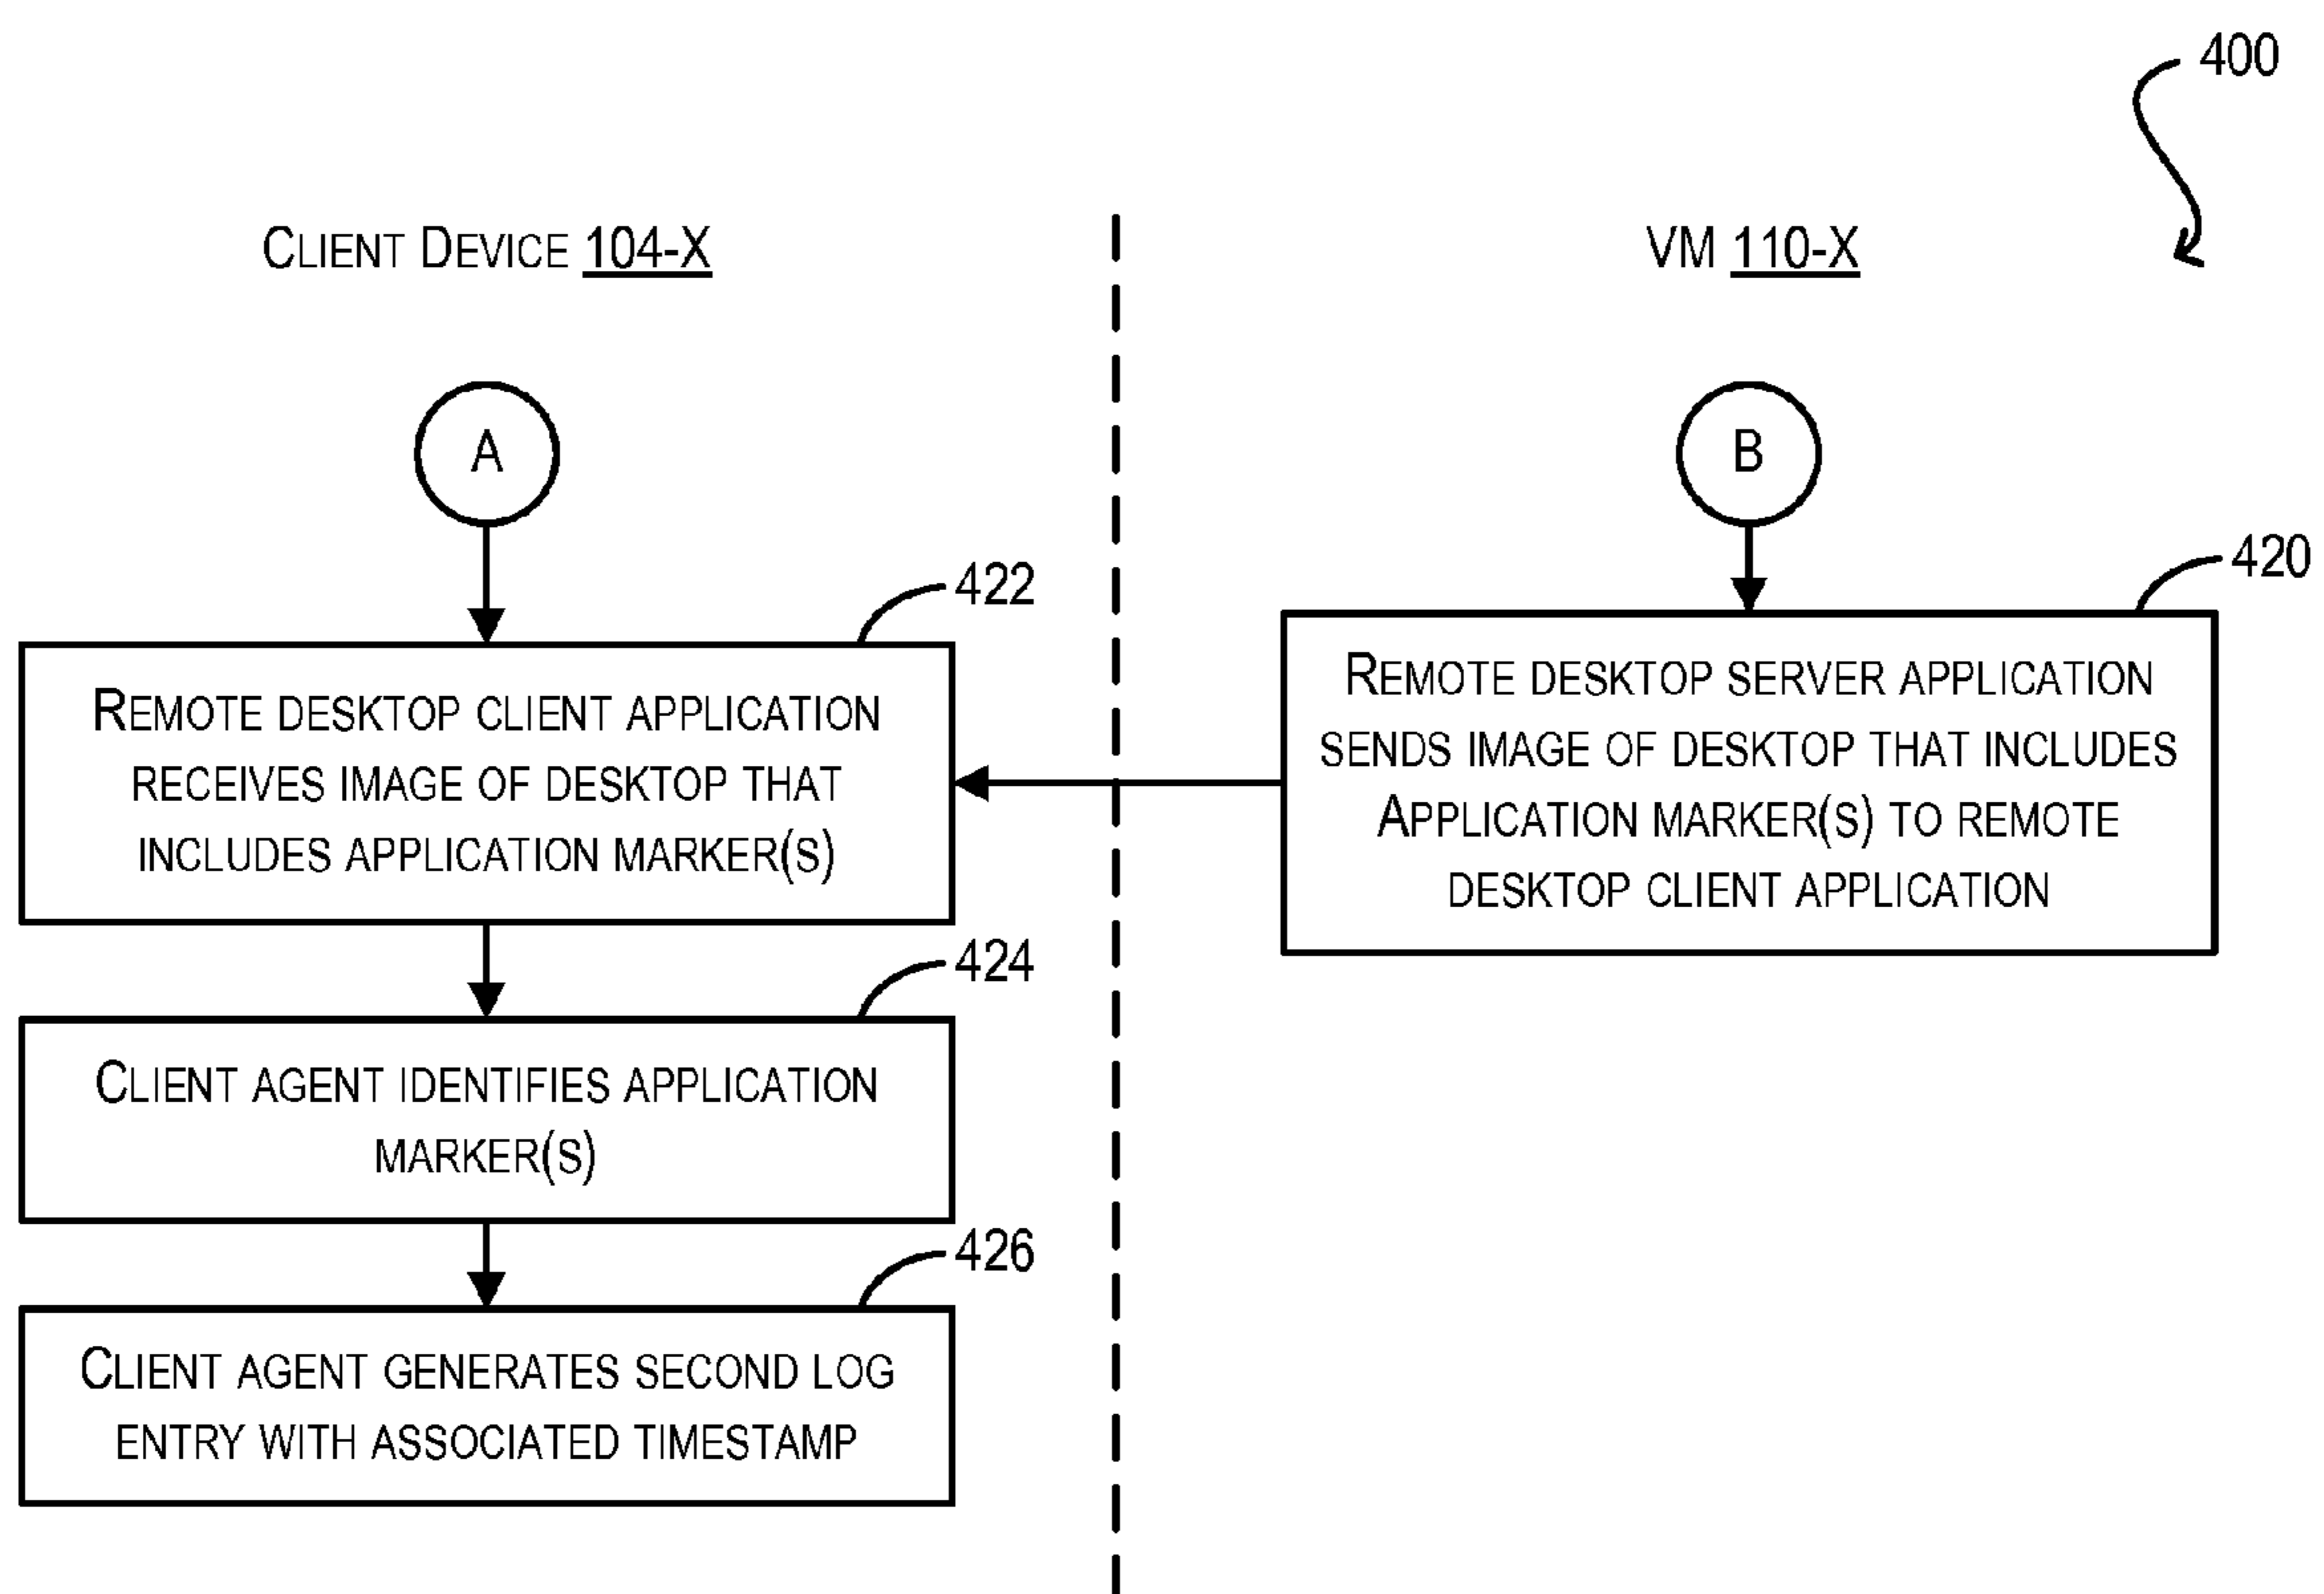 400
Client Device 104-X
VM 110-X
A
B
422
Remote desktop client application
receives image of desktop that
includes application marker(s)
420
Remote desktop server application
sends image of desktop that includes
Application marker(s) to remote
desktop client application
424
Client agent identifies application
marker(s)
426
Client agent generates second log
entry with associated timestamp